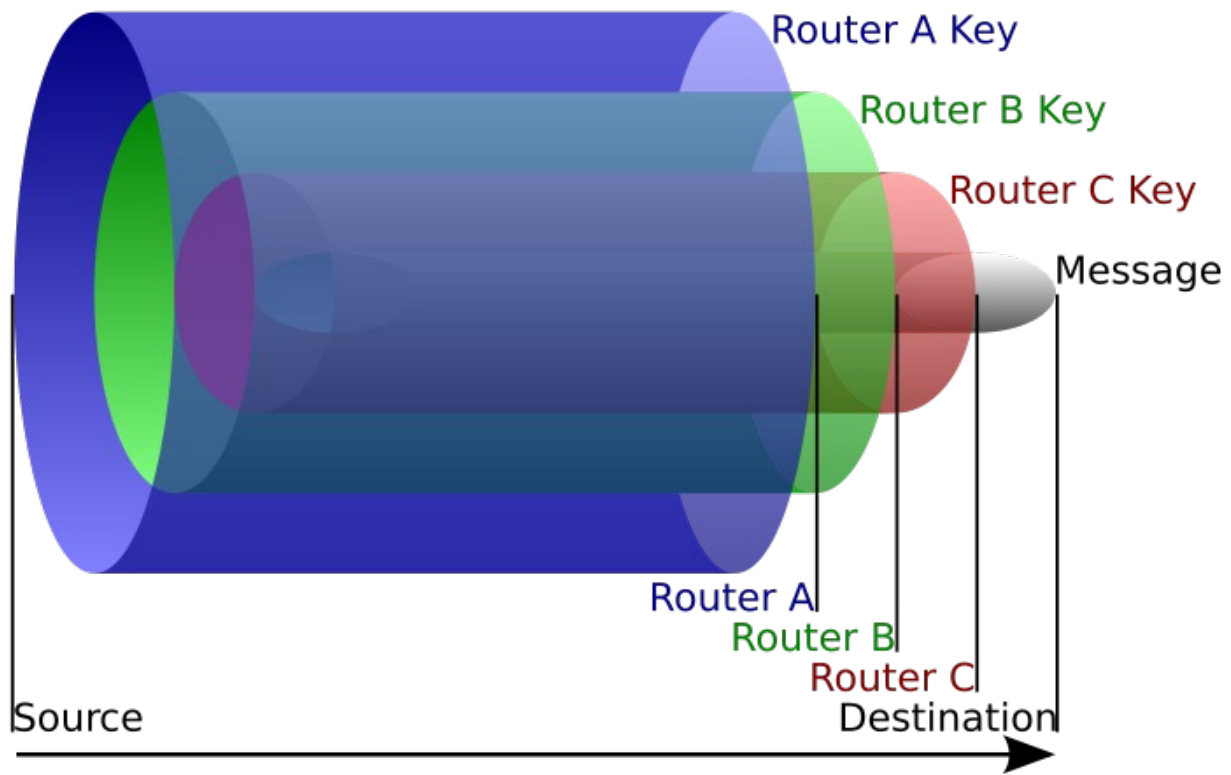 Router A Key
Router B Key
Router C Key
Message
Router A
Router B
Router C
Source
Destination